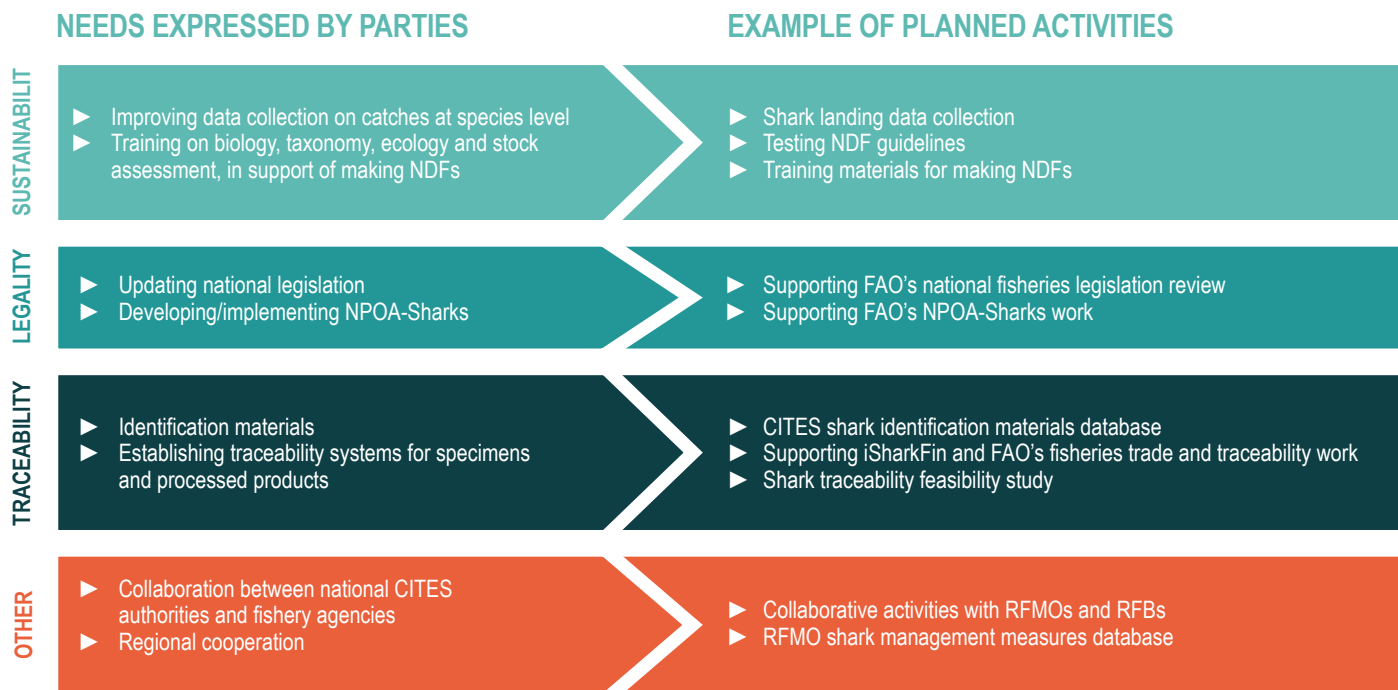 NEEDS EXPRESSED BY PARTIES
EXAMPLE OF PLANNED ACTIVITIES
SUSTAINABILIT
► Improving data collection on catches at species level
► Training on biology, taxonomy, ecology and stock
assessment, in support of making NDFs
► Shark landing data collection
► Testing NDF guidelines
► Training materials for making NDFs
LEGALITY
► Updating national legislation
► Developing/implementing NPOA-Sharks
► Supporting FAO’s national fisheries legislation review
► Supporting FAO’s NPOA-Sharks work
TRACEABILITY
► Identification materials
► Establishing traceability systems for specimens
and processed products
► CITES shark identification materials database
► Supporting iSharkFin and FAO’s fisheries trade and traceability work
► Shark traceability feasibility study
OTHER
► Collaboration between national CITES
authorities and fishery agencies
► Regional cooperation
► Collaborative activities with RFMOs and RFBs
► RFMO shark management measures database